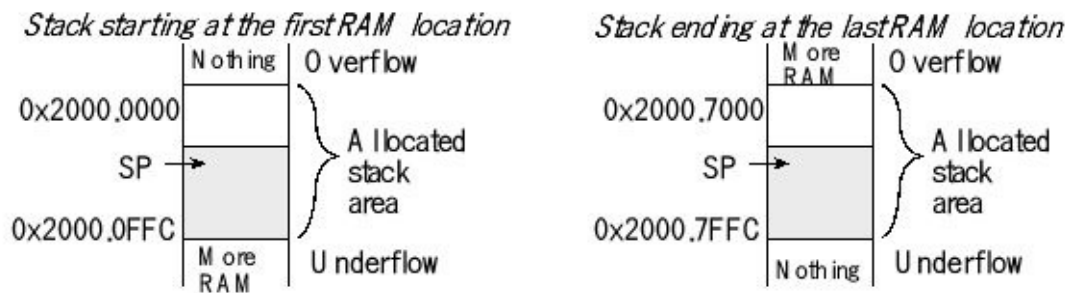 Stack starting at the first RAM location
Nothing
Overflow
0x2000.0000
SP
Allocated
stack
area
0x2000.0FFC
More
RAM
Underflow
Stack ending at the last RAM location
More
RAM
Overflow
0x2000.7000
SP
Allocated
stack
area
0x2000.7FFC
Nothing
Underflow